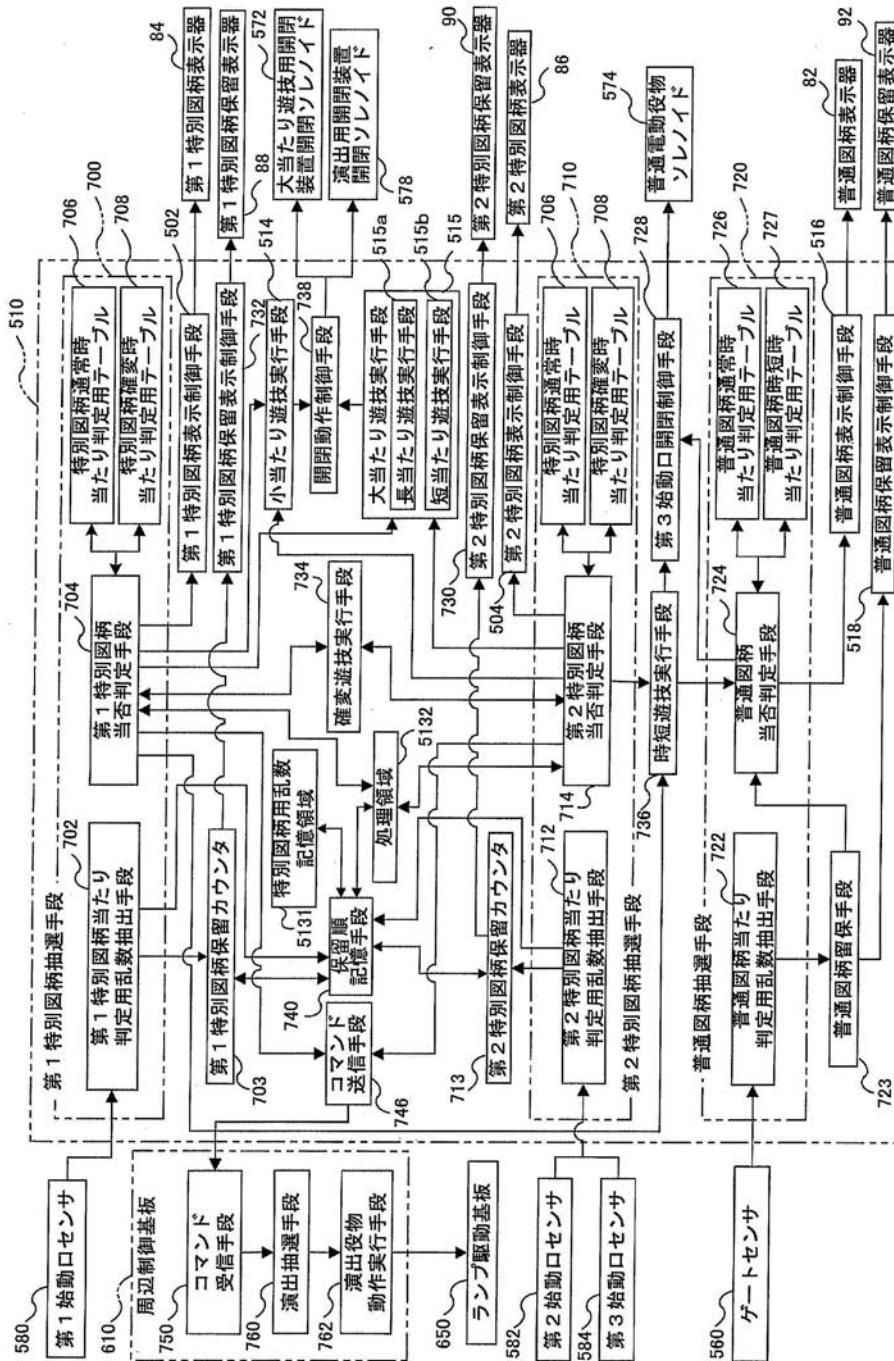 510
580
第1始動口センサ
第1特別図柄抽選手段
702
第1特別図柄当たり
判定用乱数抽出手段
704
第1特別図柄
当否判定手段
700
706
特別図柄通常時
当たり判定用テーブル
708
特別図柄確変時
当たり判定用テーブル
502
第1特別図柄表示制御手段
84
第1特別図柄表示器
703
第1特別図柄保留カウンタ
732
第1特別図柄保留表示制御手段
88
第1特別図柄保留表示器
610
周辺制御基板
750
コマンド
受信手段
760
演出抽選手段
762
演出役物
動作実行手段
650
ランプ駆動基板
746
コマンド
送信手段
740
保留順
記憶手段
5131
特別図柄用乱数
記憶領域
5132
処理領域
734
確変遊技実行手段
514
小当たり遊技実行手段
738
開閉動作制御手段
572
大当たり遊技用開閉
装置開閉ソレノイド
578
演出用開閉装置
開閉ソレノイド
515
大当たり遊技実行手段
515a
長当たり遊技実行手段
515b
短当たり遊技実行手段
713
第2特別図柄保留カウンタ
730
第2特別図柄保留表示制御手段
90
第2特別図柄保留表示器
504
第2特別図柄表示制御手段
86
第2特別図柄表示器
582
第2始動口センサ
584
第3始動口センサ
第2特別図柄抽選手段
712
第2特別図柄当たり
判定用乱数抽出手段
714
第2特別図柄
当否判定手段
710
706
特別図柄通常時
当たり判定用テーブル
708
特別図柄確変時
当たり判定用テーブル
736
時短遊技実行手段
728
第3始動口開閉制御手段
574
普通電動役物
ソレノイド
560
ゲートセンサ
普通図柄抽選手段
722
普通図柄当たり
判定用乱数抽出手段
724
普通図柄
当否判定手段
720
726
普通図柄通常時
当たり判定用テーブル
727
普通図柄時短時
当たり判定用テーブル
723
普通図柄留保手段
516
普通図柄表示制御手段
82
普通図柄表示器
518
普通図柄保留表示制御手段
92
普通図柄保留表示器